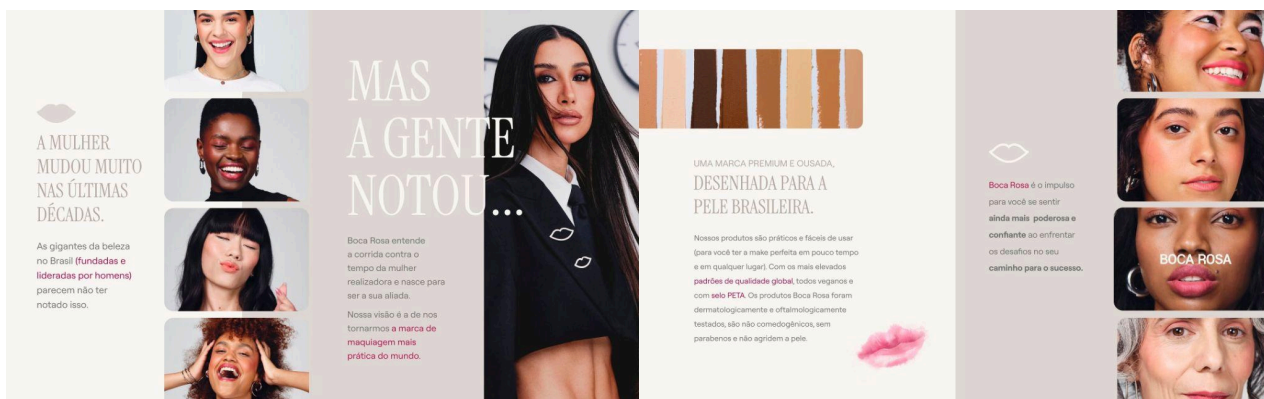 A MULHER
MUDOU MUITO
NAS ÚLTIMAS
DÉCADAS.
As gigantes da beleza
no Brasil (fundadas e
lideradas por homens)
parecem não ter
notado isso.
MAS
A GENTE
NOTOU...
Boca Rosa entende
a corrida contra o
tempo da mulher
realizadora e nasce para
ser a sua aliada.
Nossa visão é a de nos
tornarmos a marca de
maquiagem mais
prática do mundo.
UMA MARCA PREMIUM E OUSADA,
DESENHADA PARA A
PELE BRASILEIRA.
Nossos produtos são práticos e fáceis de usar
(para você ter a make perfeita em pouco tempo
e em qualquer lugar). Com os mais elevados
padrões de qualidade global, todos veganos e
com selo PETA. Os produtos Boca Rosa foram
dermatologicamente e oftalmologicamente
testados, são não comedogênicos, sem
parabenos e não agridem a pele.
Boca Rosa é o impulso
para você se sentir
ainda mais poderosa e
confiante ao enfrentar
os desafios no seu
caminho para o sucesso.
BOCA ROSA